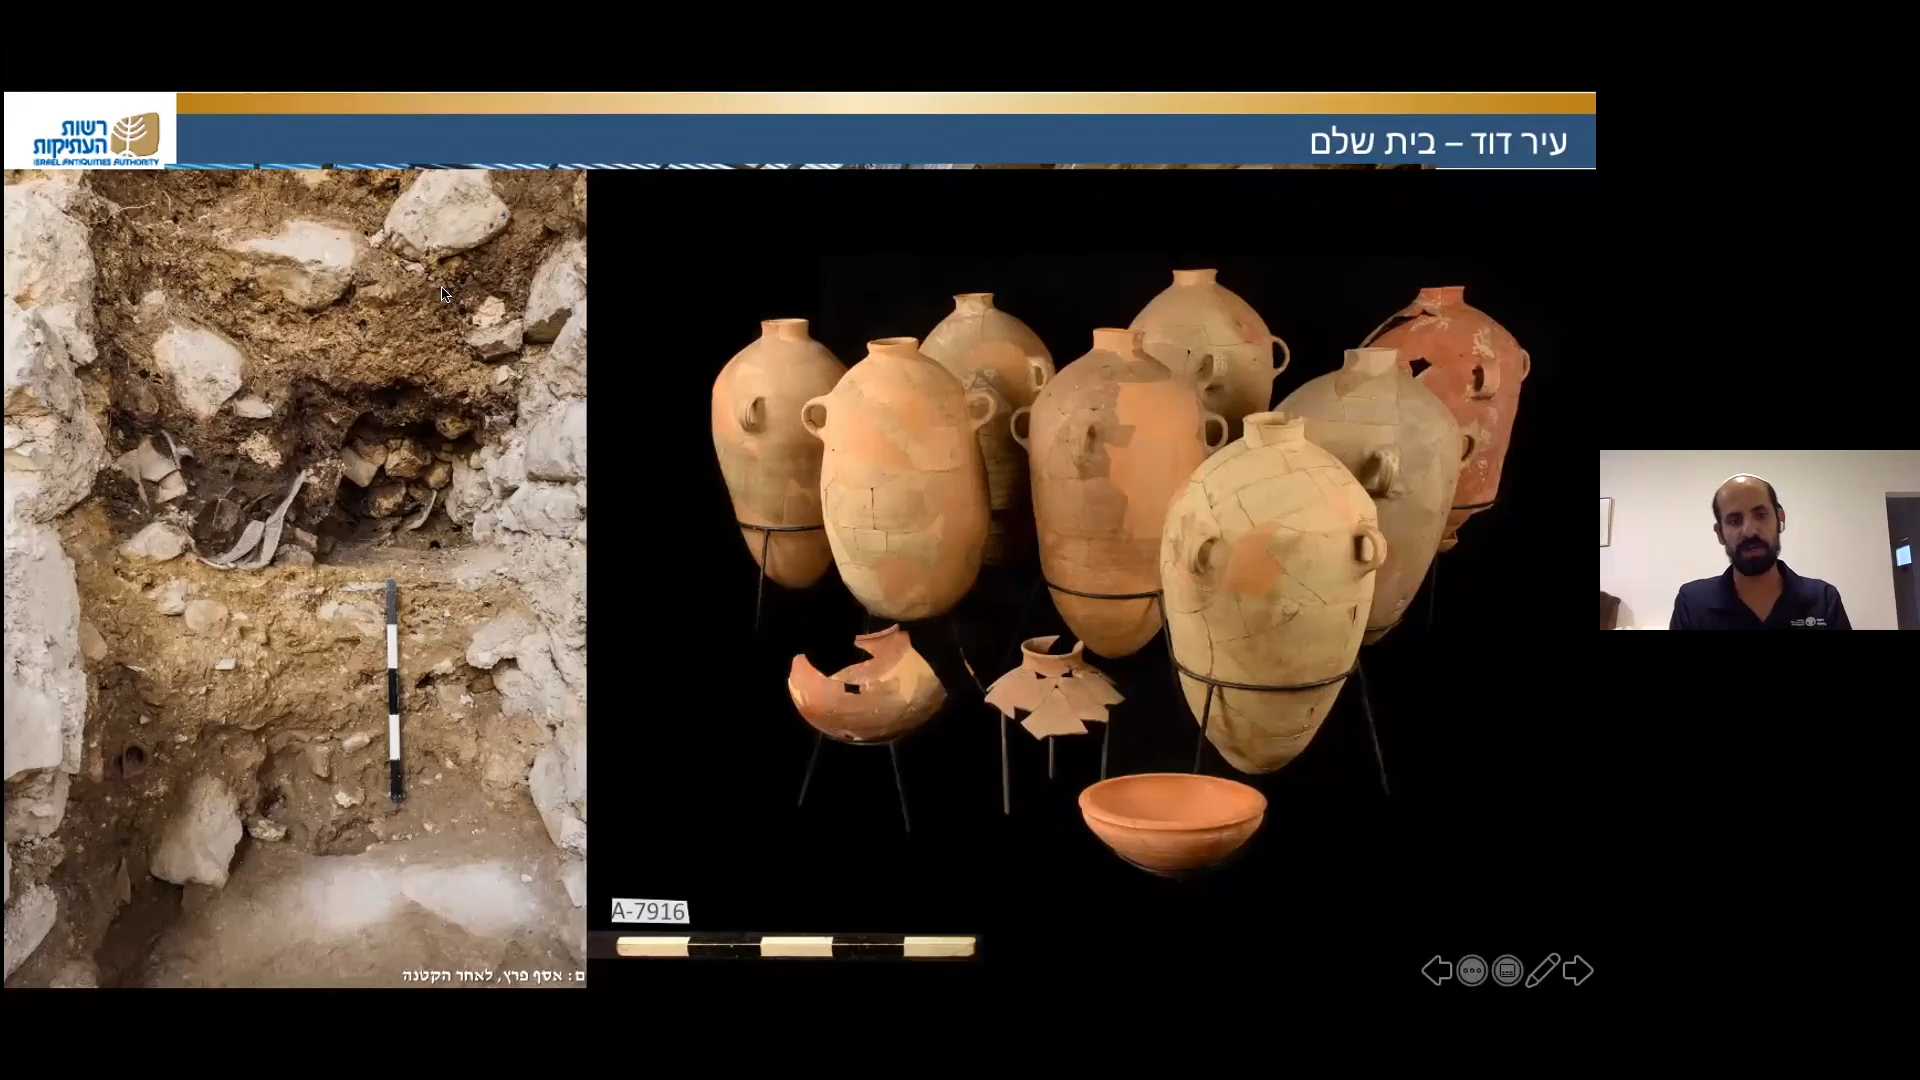 רשות
העתיקות
ISRAEL ANTIQUITIES AUTHORITY
עיר דוד – בית שלם
A-7916
ם: אסף פרץ, לאחר הקטנה